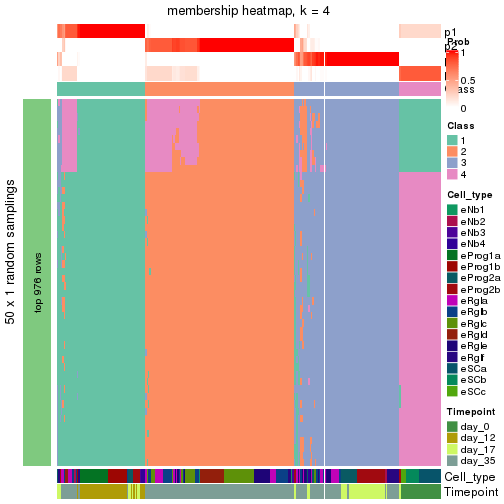 membership heatmap, k = 4
50 x 1 random samplings
top 976 rows
p1
Prob
1
0.5
0
Class
1
2
3
4
Cell_type
eNb1
eNb2
eNb3
eNb4
eProg1a
eProg1b
eProg2a
eProg2b
eRgla
eRglb
eRglc
eRgld
eRgle
eRglf
eSCa
eSCb
eSCc
Timepoint
day_0
day_12
day_17
day_35
Cell_type
Timepoint